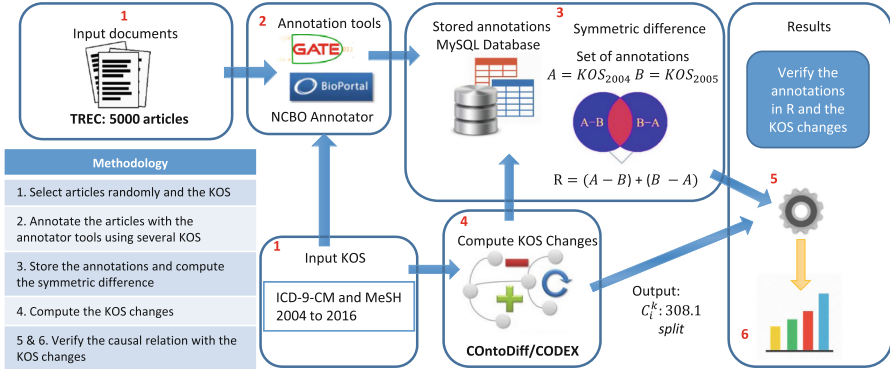 1
Input documents
TREC: 5000 articles
2
Annotation tools
GATE
BioPortal
NCBO Annotator
3
Stored annotations
MySQL Database
Symmetric difference
Set of annotations
A = KOS₂₀₀₄ B = KOS₂₀₀₅
A-B
B-A
R = (A − B) + (B − A)
Results
Verify the
annotations
in R and the
KOS changes
Methodology
1. Select articles randomly and the KOS
2. Annotate the articles with the
annotator tools using several KOS
3. Store the annotations and compute
the symmetric difference
4. Compute the KOS changes
5 & 6. Verify the causal relation with the
KOS changes
1
Input KOS
ICD-9-CM and MeSH
2004 to 2016
4
Compute KOS Changes
COntoDiff/CODEX
Output:
Cᵢᵏ: 308.1
split
5
6